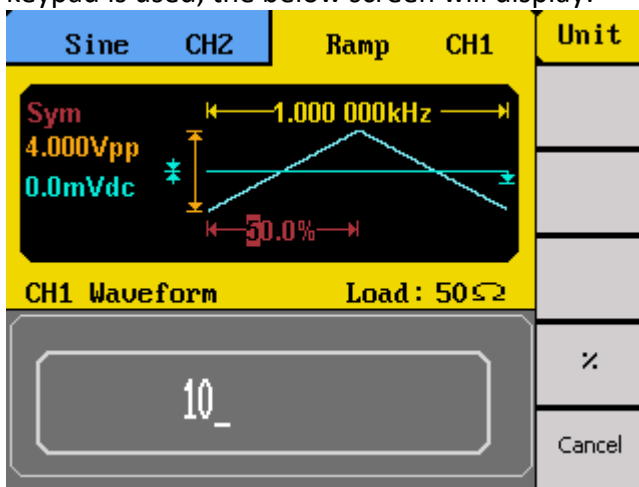 keypad is used, the below screen will display:
Sine CH2 Ramp CH1 Unit
Sym 1.000 000kHz
4.000Vpp
0.0mVdc
50.0%
CH1 Waveform Load: 50Ω
10_
%
Cancel